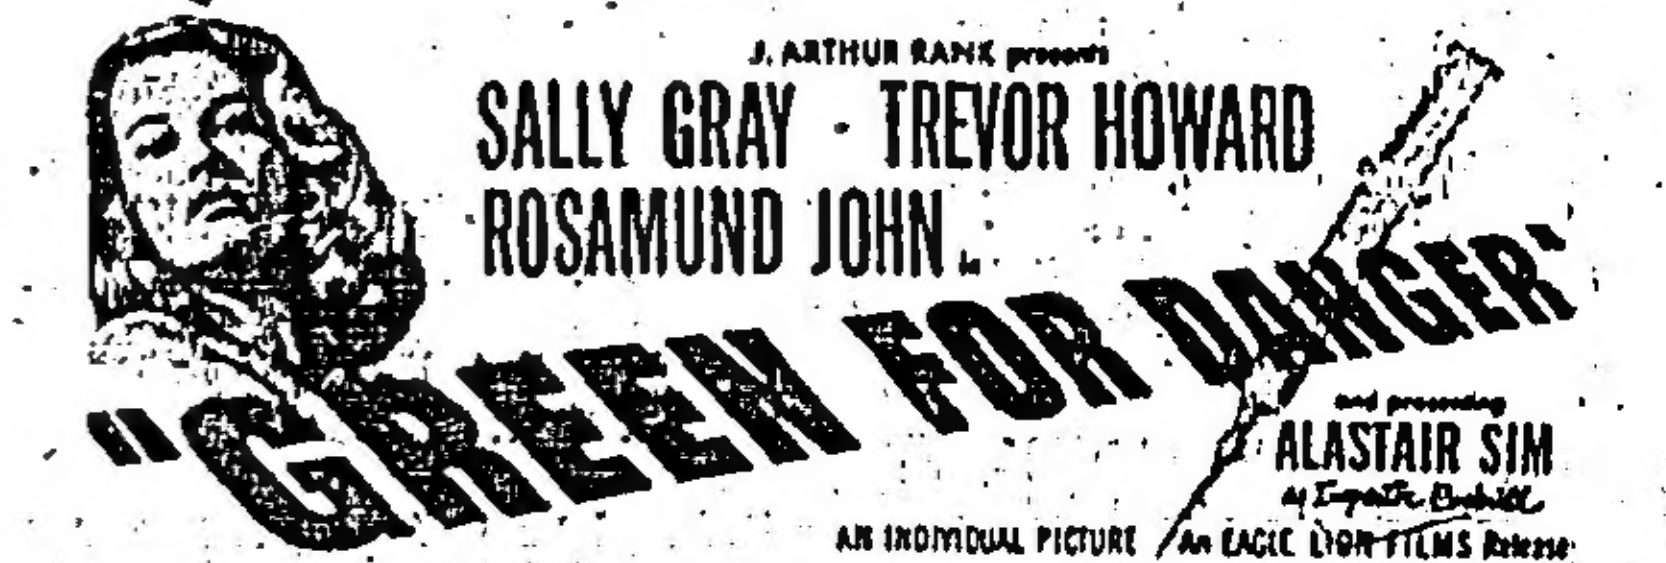 J. ARTHUR RANK presents
SALLY GRAY · TREVOR HOWARD
ROSAMUND JOHN in
"GREEN FOR DANGER"
and presenting
ALASTAIR SIM
as Inspector Cockrill
AN INDIVIDUAL PICTURE
An EAGLE LION FILMS Release